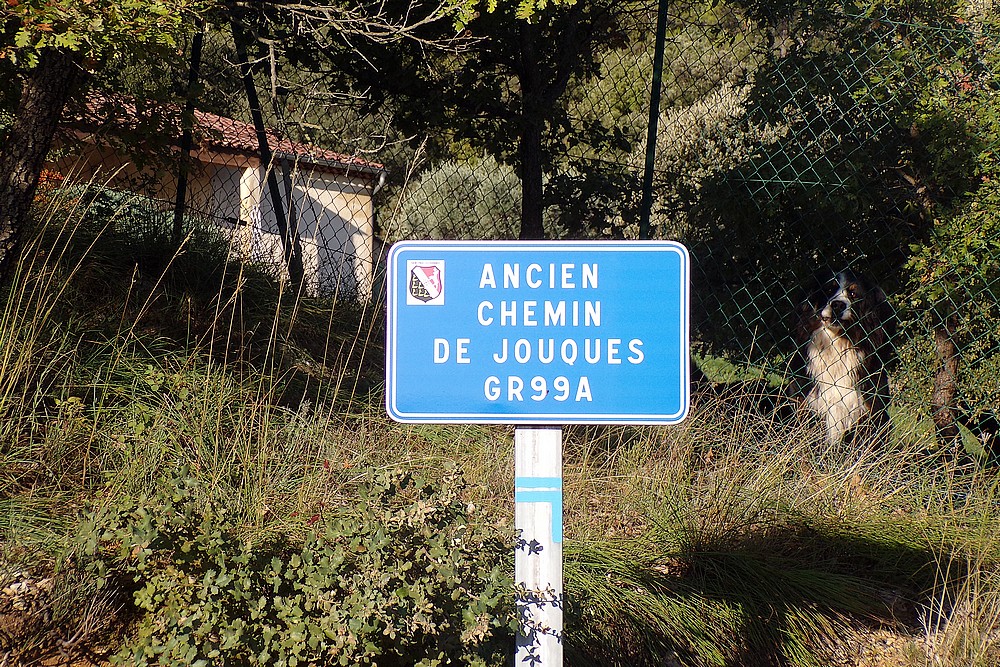 ANCIEN
CHEMIN
DE JOUQUES
GR99A